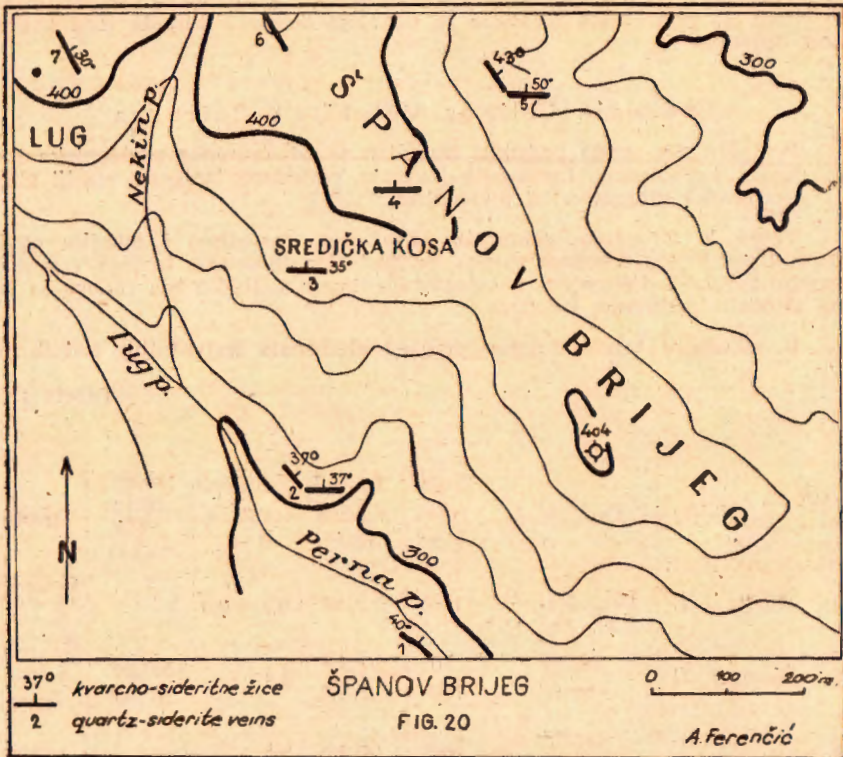 6
7 30°
43°
50°
5
300
400
LUG
Nekin p.
400
ŠPANOV BRIJEG
4
SREDIČKA KOSA
35°
3
Lug p.
404
37°
2
37°
N
Perna p.
300
40°
1
37° kvarcno-sideritne žice
2 quartz-siderite veins
ŠPANOV BRIJEG
FIG. 20
0 100 200 m.
A. Ferenčić